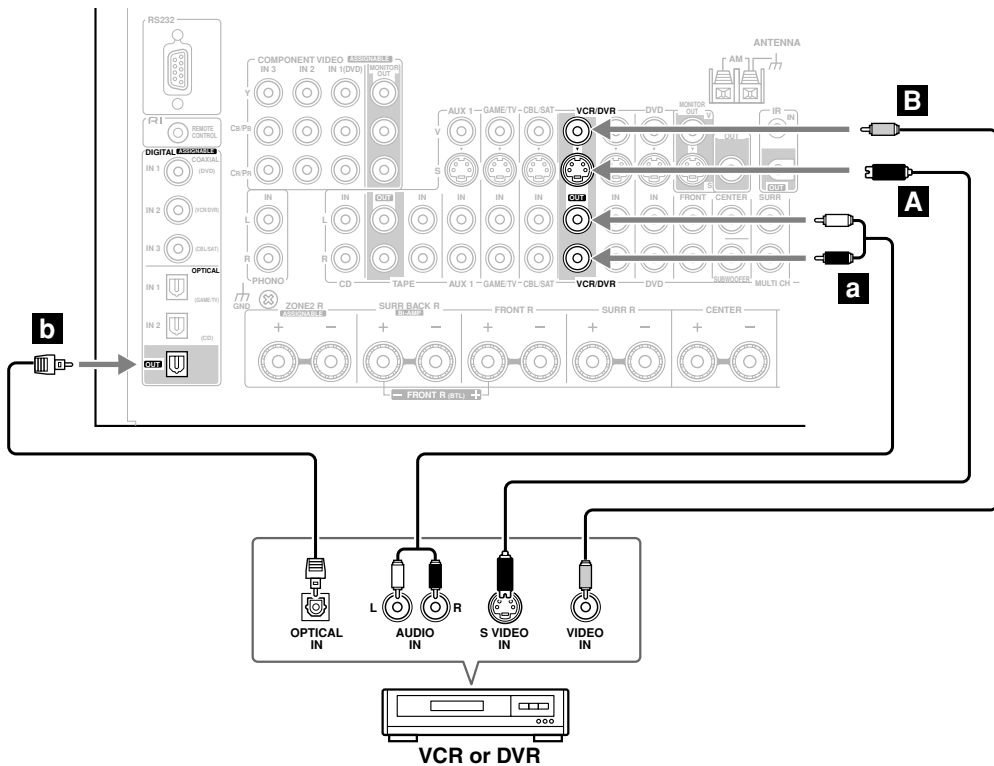 RS232
ANTENNA
AM
COMPONENT VIDEO ASSIGNABLE
IN 3 IN 2 IN 1(DVD) MONITOR OUT
Y
CB/PB
CR/PR
RI
REMOTE CONTROL
AUX 1 GAME/TV CBL/SAT VCR/DVR DVD MONITOR OUT V
IR
IN
OUT
V
S
S
OUT
B
A
DIGITAL ASSIGNABLE
COAXIAL
IN 1 (DVD)
IN 2 (VCR/DVR)
IN 3 (CBL/SAT)
OPTICAL
IN 1 (GAME/TV)
IN 2 (CD)
OUT
IN IN OUT IN IN IN IN OUT IN IN FRONT CENTER SURR
L L
R R
PHONO CD TAPE AUX 1 GAME/TV CBL/SAT VCR/DVR DVD SUBWOOFER MULTI CH
a
GND
ZONE2 R SURR BACK R FRONT R SURR R CENTER
ASSIGNABLE BI-AMP
+ − + − + − + − + −
− FRONT R (BTL) +
b
L R
OPTICAL IN
AUDIO IN
S VIDEO IN
VIDEO IN
VCR or DVR